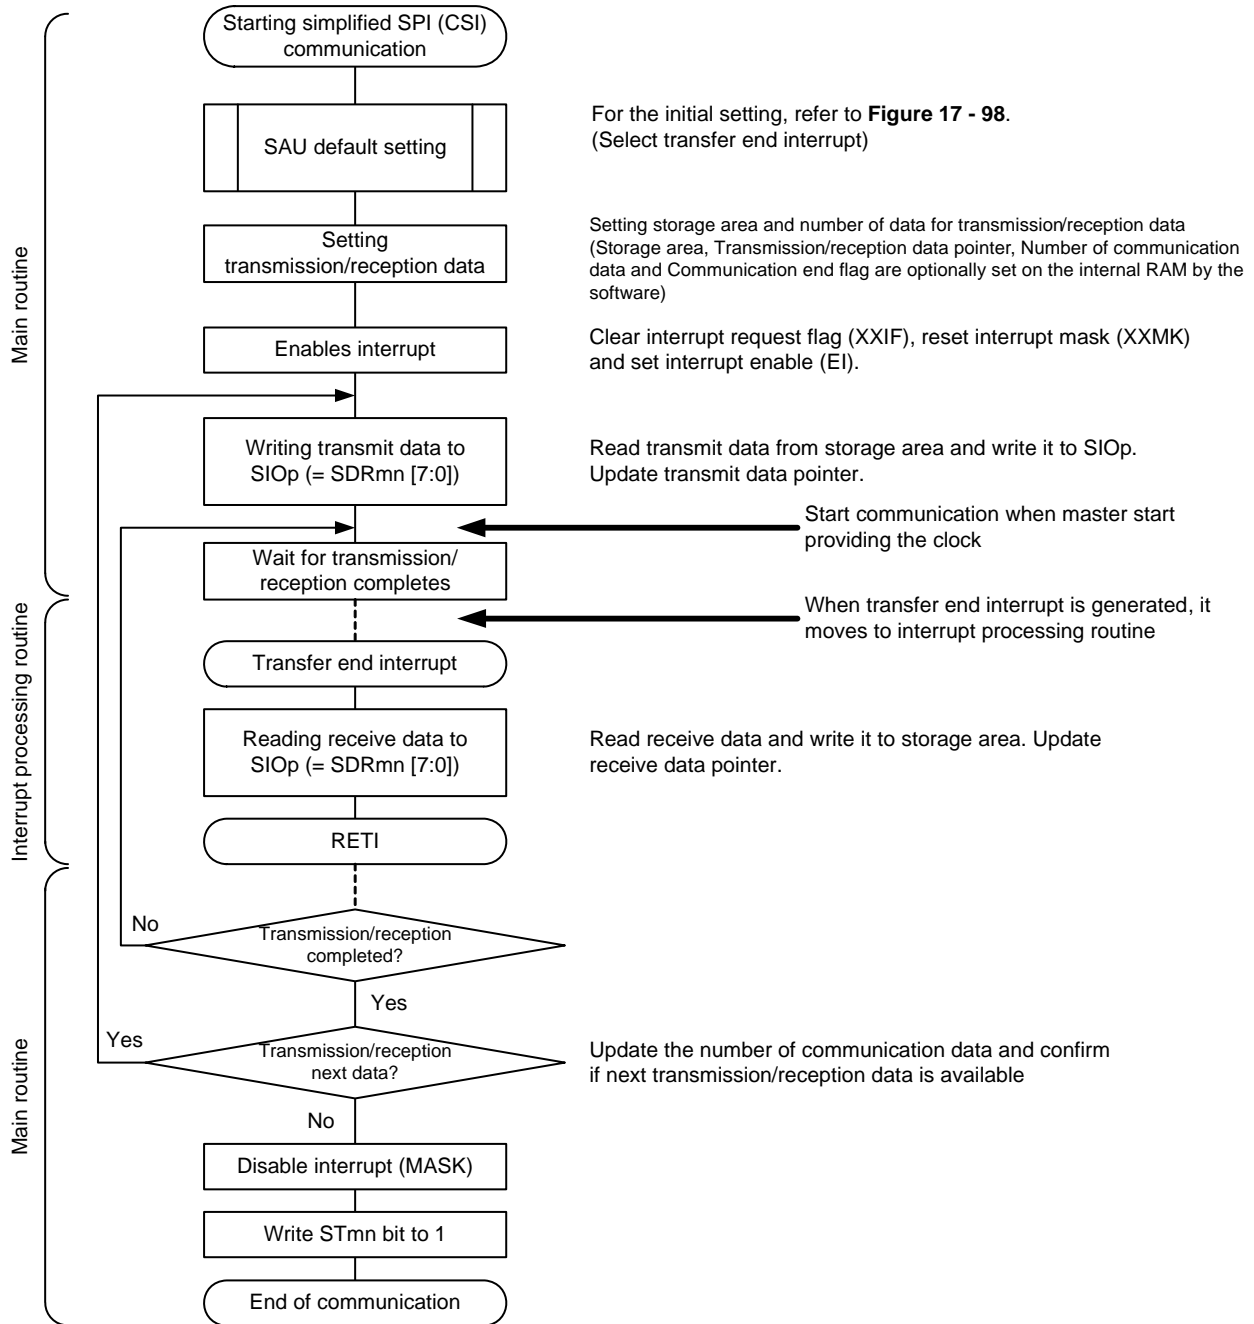 Starting simplified SPI (CSI)
communication
SAU default setting
For the initial setting, refer to Figure 17 - 98.
(Select transfer end interrupt)
Setting
transmission/reception data
Setting storage area and number of data for transmission/reception data
(Storage area, Transmission/reception data pointer, Number of communication
data and Communication end flag are optionally set on the internal RAM by the
software)
Main routine
Enables interrupt
Clear interrupt request flag (XXIF), reset interrupt mask (XXMK)
and set interrupt enable (EI).
Writing transmit data to
SIOp (= SDRmn [7:0])
Read transmit data from storage area and write it to SIOp.
Update transmit data pointer.
Start communication when master start
providing the clock
Wait for transmission/
reception completes
When transfer end interrupt is generated, it
moves to interrupt processing routine
Interrupt processing routine
Transfer end interrupt
Reading receive data to
SIOp (= SDRmn [7:0])
Read receive data and write it to storage area. Update
receive data pointer.
RETI
No
Transmission/reception
completed?
Yes
Main routine
Yes
Transmission/reception
next data?
Update the number of communication data and confirm
if next transmission/reception data is available
No
Disable interrupt (MASK)
Write STmn bit to 1
End of communication